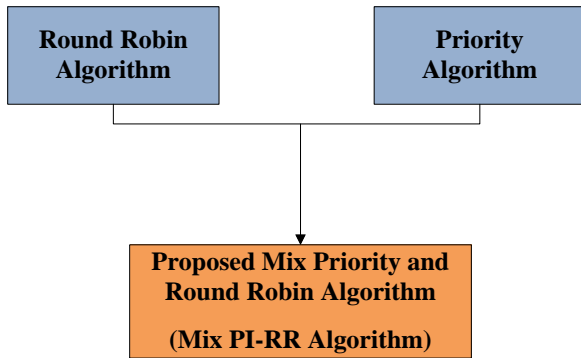 Round Robin
Algorithm
Priority
Algorithm
Proposed Mix Priority and
Round Robin Algorithm
(Mix PI-RR Algorithm)